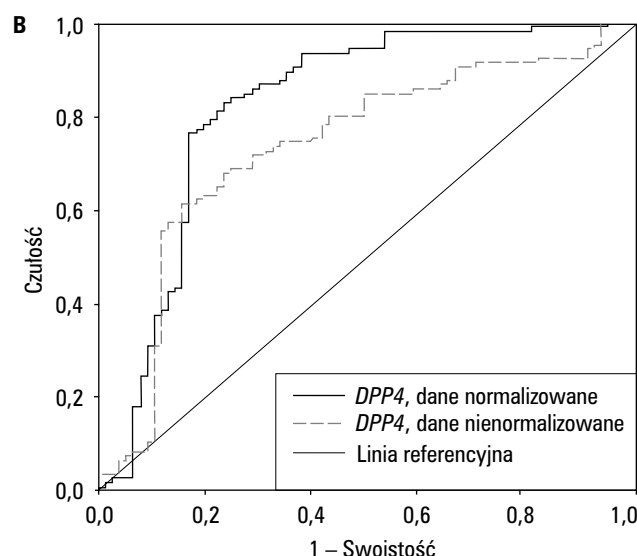 B
1,0
0,8
0,6
0,4
0,2
0,0
Czułość
DPP4, dane normalizowane
DPP4, dane nienormalizowane
Linia referencyjna
0,0 0,2 0,4 0,6 0,8 1,0
1 – Swoistość